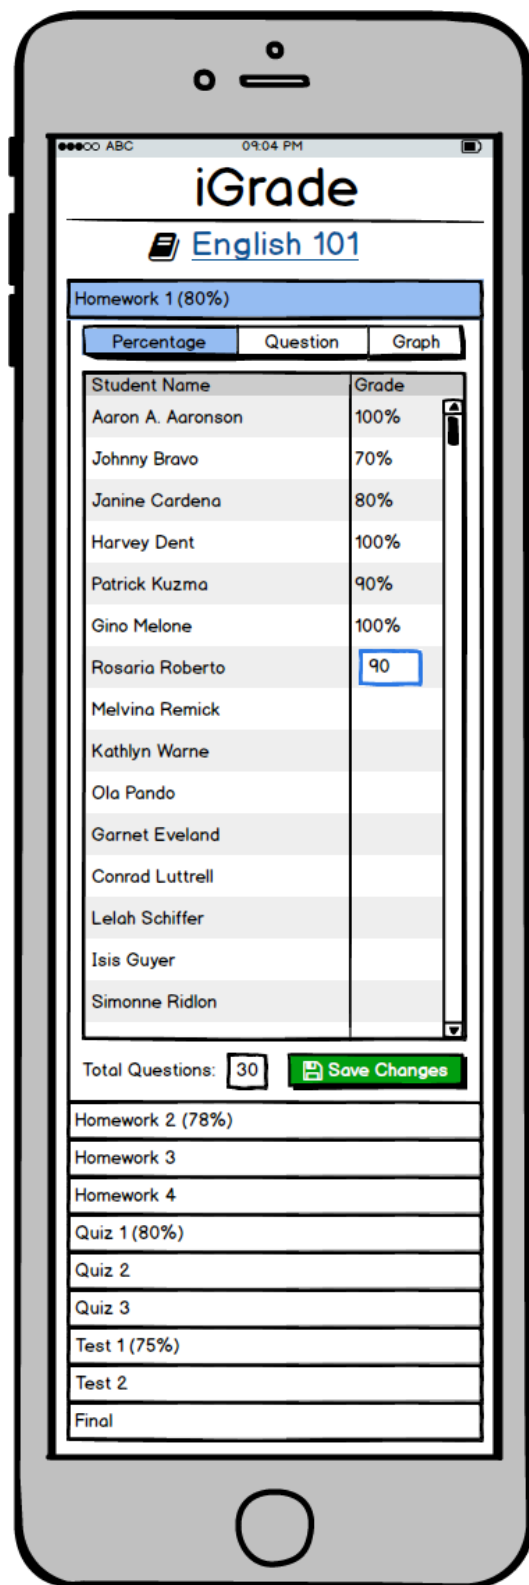 ABC 09:04 PM
iGrade
English 101
Homework 1 (80%)
Percentage Question Graph
Student Name Grade
Aaron A. Aaronson 100%
Johnny Bravo 70%
Janine Cardena 80%
Harvey Dent 100%
Patrick Kuzma 90%
Gino Melone 100%
Rosaria Roberto 90
Melvina Remick
Kathlyn Warne
Ola Pando
Garnet Eveland
Conrad Luttrell
Lelah Schiffer
Isis Guyer
Simonne Ridlon
Total Questions: 30 Save Changes
Homework 2 (78%)
Homework 3
Homework 4
Quiz 1 (80%)
Quiz 2
Quiz 3
Test 1 (75%)
Test 2
Final